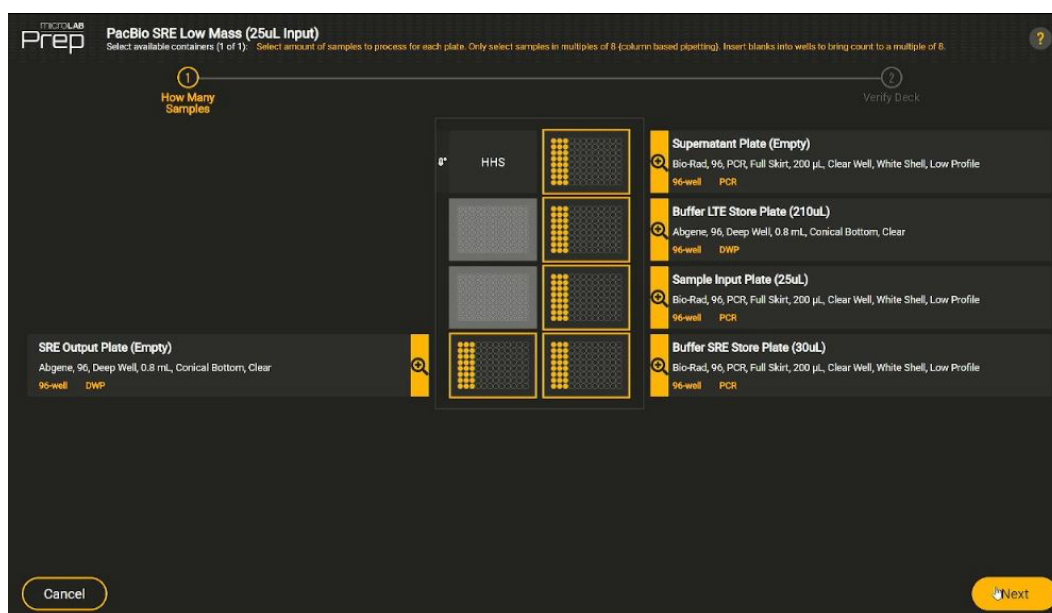 microLAB
Prep
PacBio SRE Low Mass (25uL Input)
Select available containers (1 of 1): Select amount of samples to process for each plate. Only select samples in multiples of 8 (column based pipetting). Insert blanks into wells to bring count to a multiple of 8.
?
1
How Many
Samples
2
Verify Deck
8°
HHS
Supernatant Plate (Empty)
Bio-Rad, 96, PCR, Full Skirt, 200 µL, Clear Well, White Shell, Low Profile
96-well PCR
Buffer LTE Store Plate (210uL)
Abgene, 96, Deep Well, 0.8 mL, Conical Bottom, Clear
96-well DWP
Sample Input Plate (25uL)
Bio-Rad, 96, PCR, Full Skirt, 200 µL, Clear Well, White Shell, Low Profile
96-well PCR
SRE Output Plate (Empty)
Abgene, 96, Deep Well, 0.8 mL, Conical Bottom, Clear
96-well DWP
Buffer SRE Store Plate (30uL)
Bio-Rad, 96, PCR, Full Skirt, 200 µL, Clear Well, White Shell, Low Profile
96-well PCR
Cancel
Next